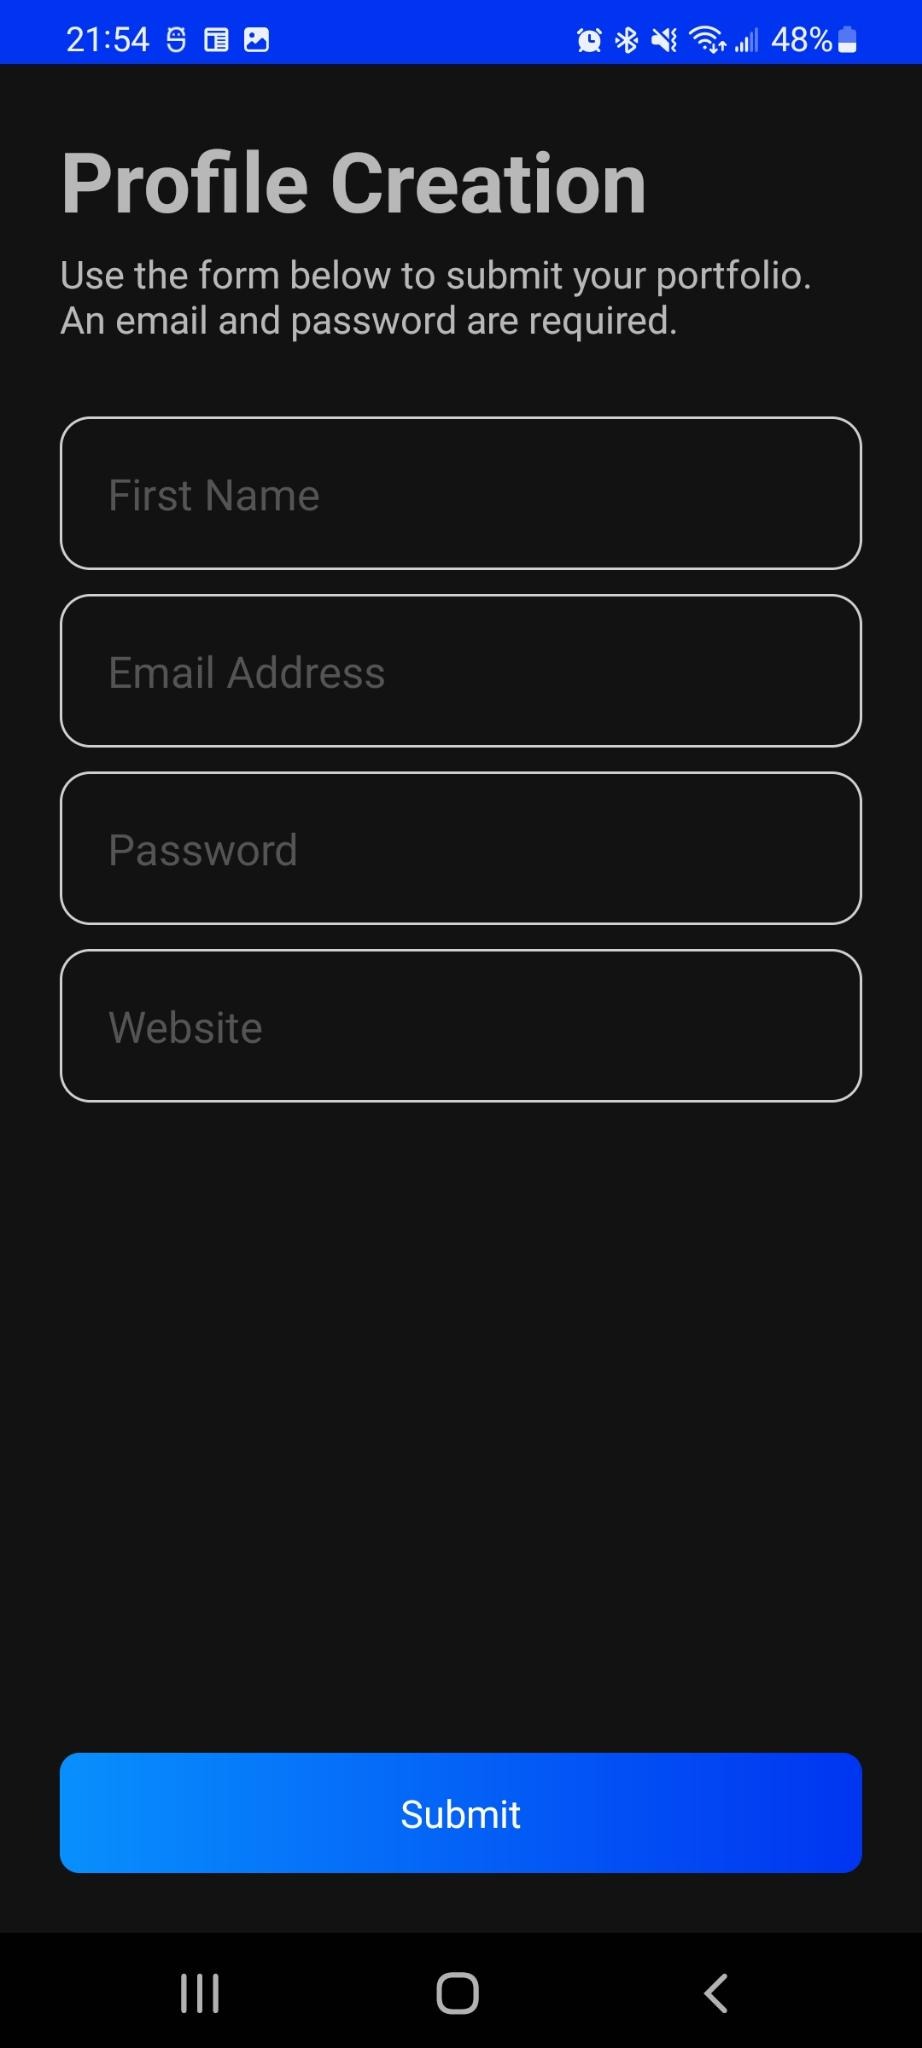 21:54
48%
Profile Creation
Use the form below to submit your portfolio.
An email and password are required.
First Name
Email Address
Password
Website
Submit